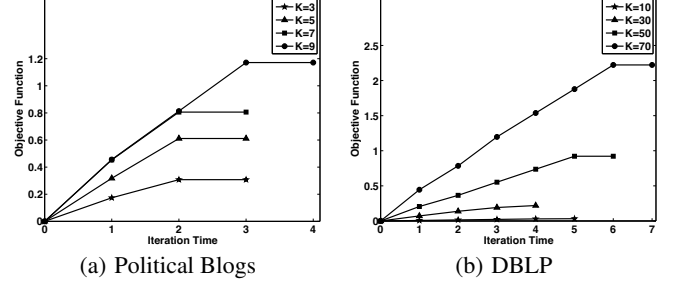 K=3
K=5
K=7
K=9
1.2
1
0.8
0.6
0.4
0.2
0
0 1 2 3 4
Objective Function
Iteration Time
(a) Political Blogs
K=10
K=30
K=50
K=70
2.5
2
1.5
1
0.5
0
0 1 2 3 4 5 6 7
Objective Function
Iteration Time
(b) DBLP